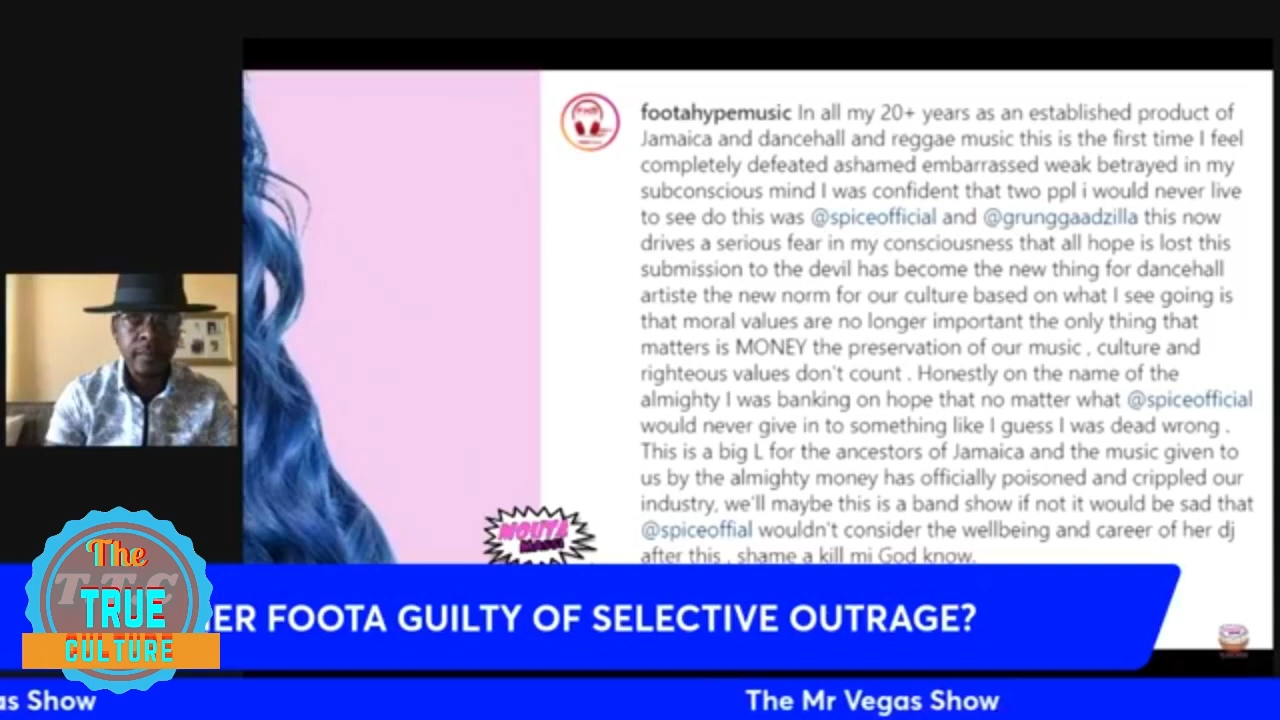 footahypemusic In all my 20+ years as an established product of
Jamaica and dancehall and reggae music this is the first time I feel
completely defeated ashamed embarrassed weak betrayed in my
subconscious mind I was confident that two ppl i would never live
to see do this was @spiceofficial and @grunggaadzilla this now
drives a serious fear in my consciousness that all hope is lost this
submission to the devil has become the new thing for dancehall
artiste the new norm for our culture based on what I see going is
that moral values are no longer important the only thing that
matters is MONEY the preservation of our music , culture and
righteous values don't count . Honestly on the name of the
almighty I was banking on hope that no matter what @spiceofficial
would never give in to something like I guess I was dead wrong .
This is a big L for the ancestors of Jamaica and the music given to
us by the almighty money has officially poisoned and crippled our
industry, we'll maybe this is a band show if not it would be sad that
@spiceoffial wouldn't consider the wellbeing and career of her dj
after this , shame a kill mi God know.
NOUYA
MASSI
The
TTC
TRUE
CULTURE
ER FOOTA GUILTY OF SELECTIVE OUTRAGE?
as Show
The Mr Vegas Show